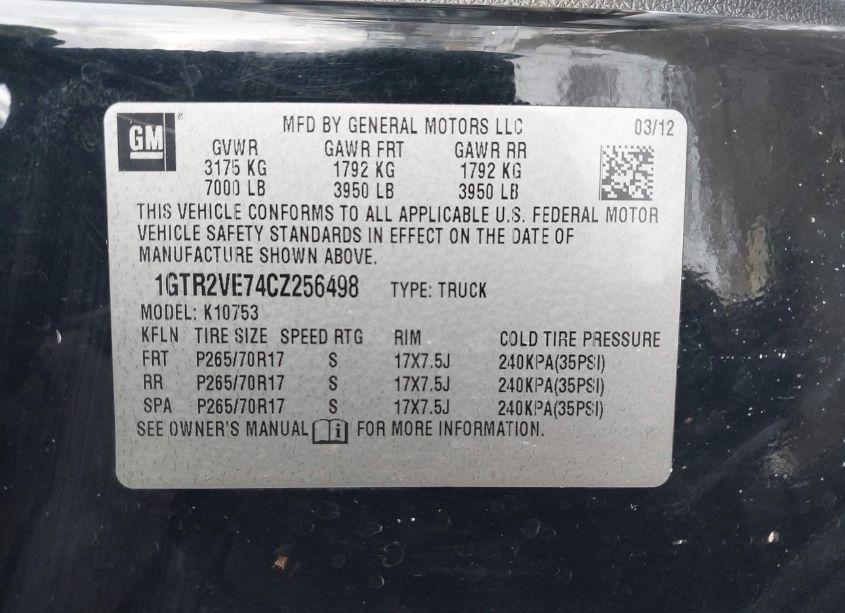 GM
MFD BY GENERAL MOTORS LLC 03/12
GVWR GAWR FRT GAWR RR
3175 KG 1792 KG 1792 KG
7000 LB 3950 LB 3950 LB
THIS VEHICLE CONFORMS TO ALL APPLICABLE U.S. FEDERAL MOTOR
VEHICLE SAFETY STANDARDS IN EFFECT ON THE DATE OF
MANUFACTURE SHOWN ABOVE.
1GTR2VE74CZ256498 TYPE: TRUCK
MODEL: K10753
KFLN TIRE SIZE SPEED RTG RIM COLD TIRE PRESSURE
FRT P265/70R17 S 17X7.5J 240KPA(35PSI)
RR P265/70R17 S 17X7.5J 240KPA(35PSI)
SPA P265/70R17 S 17X7.5J 240KPA(35PSI)
SEE OWNER'S MANUAL i FOR MORE INFORMATION.